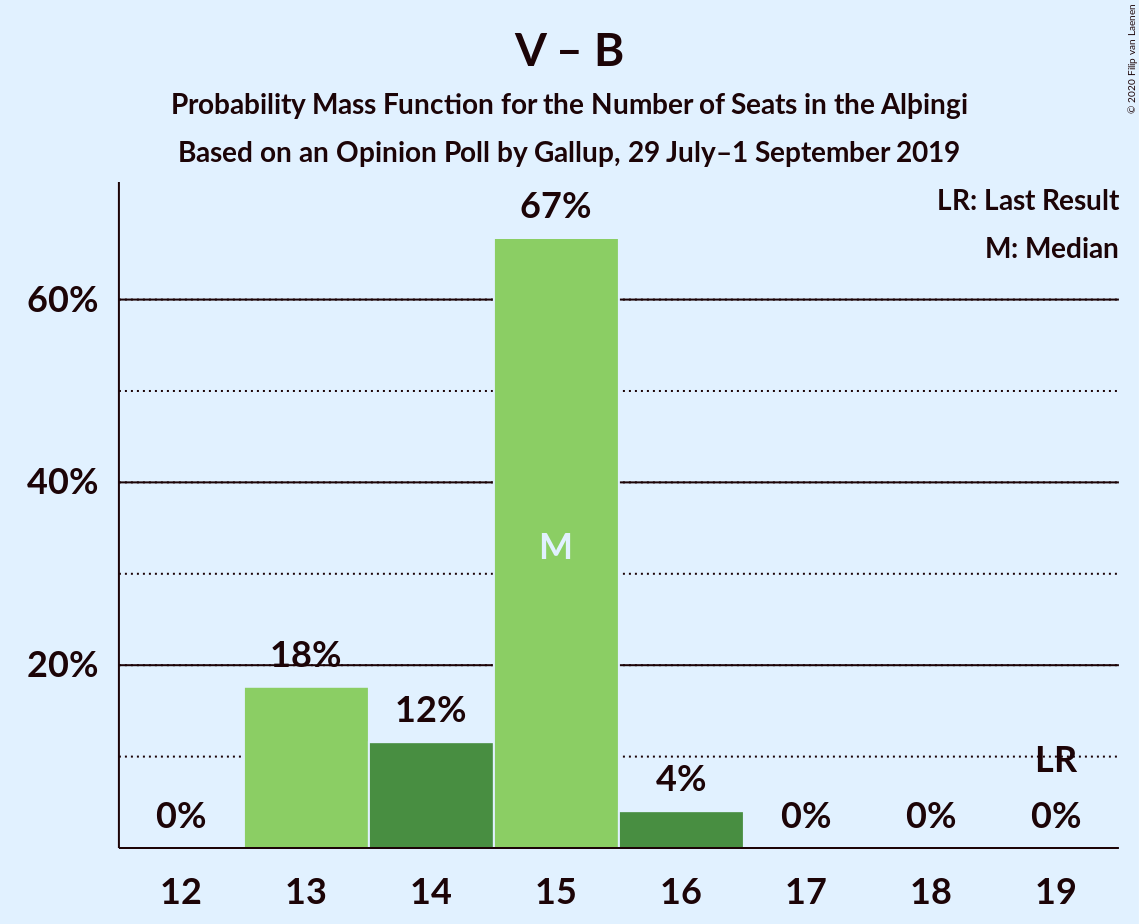 V – B
Probability Mass Function for the Number of Seats in the Alþingi
Based on an Opinion Poll by Gallup, 29 July–1 September 2019
© 2020 Filip van Laenen
LR: Last Result
M: Median
67%
60%
40%
M
18%
20%
12%
LR
4%
0%
0%
0%
0%
12 13 14 15 16 17 18 19